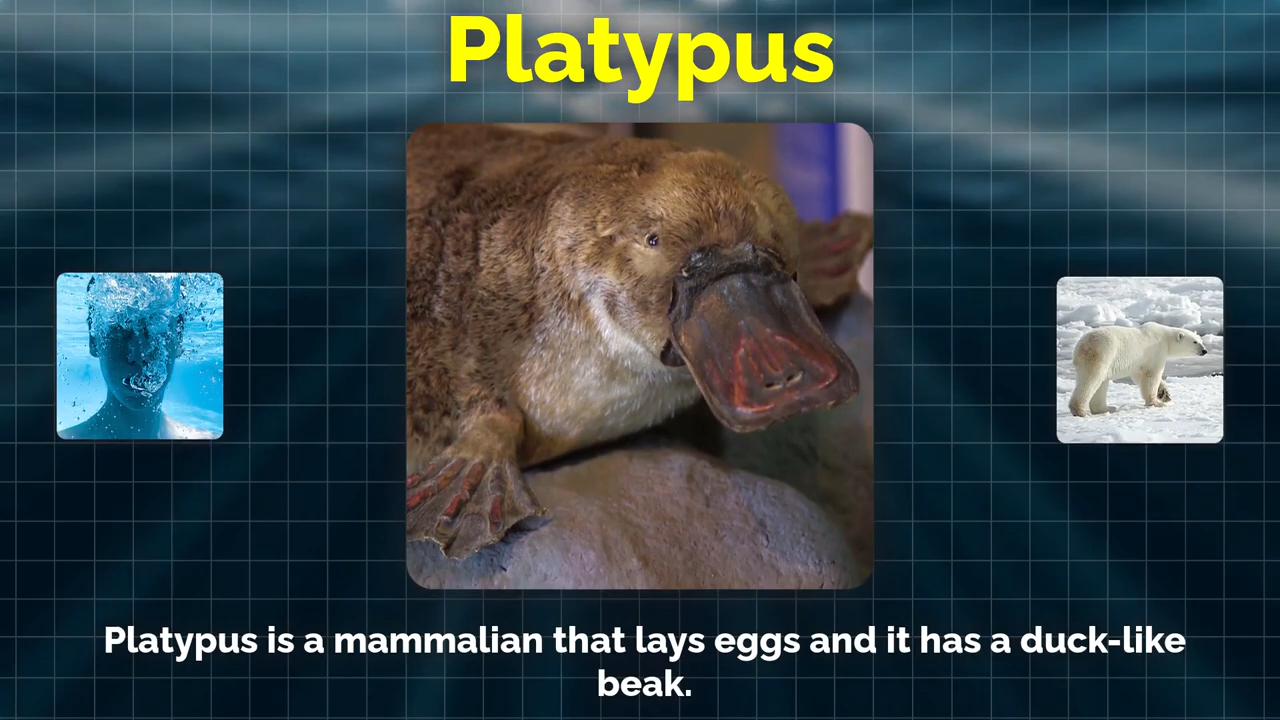 Platypus
Platypus is a mammalian that lays eggs and it has a duck-like
beak.